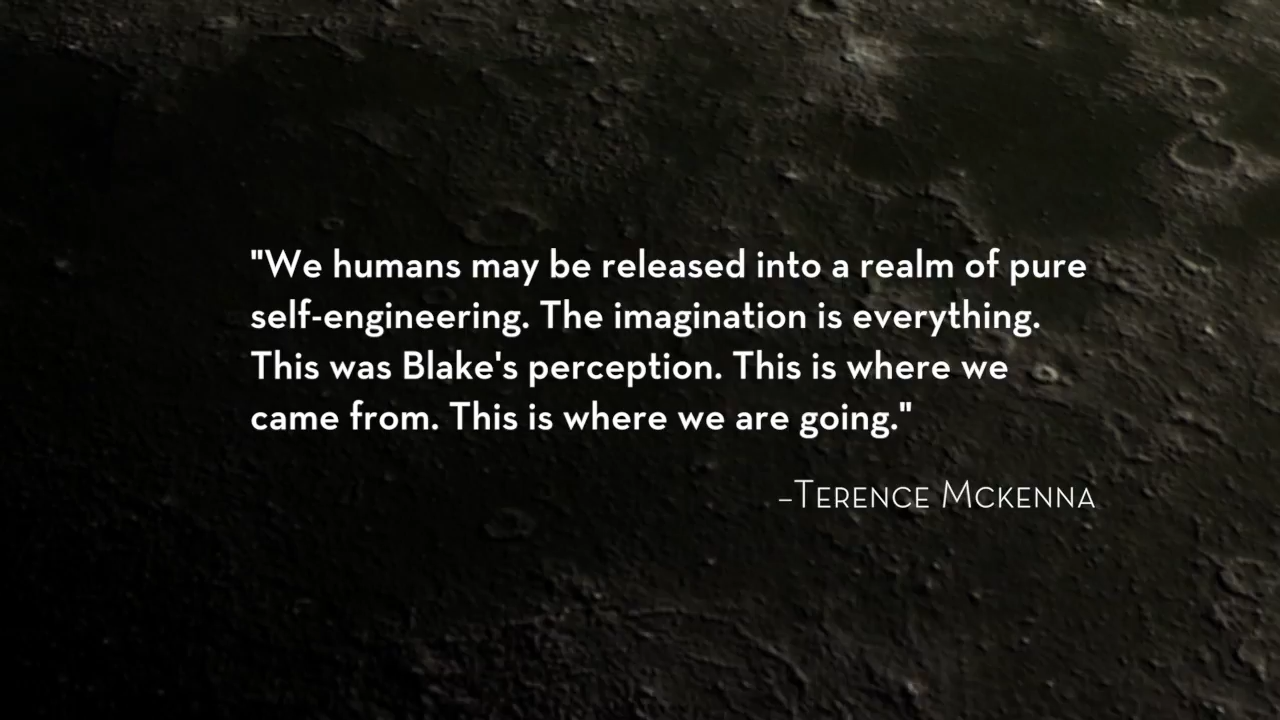 "We humans may be released into a realm of pure
self-engineering. The imagination is everything.
This was Blake's perception. This is where we
came from. This is where we are going."
–Terence Mckenna